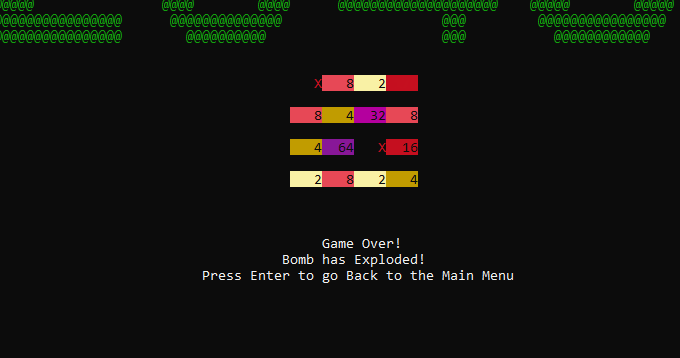 X 8 2
8 4 32 8
4 64 X 16
2 8 2 4
Game Over!
Bomb has Exploded!
Press Enter to go Back to the Main Menu